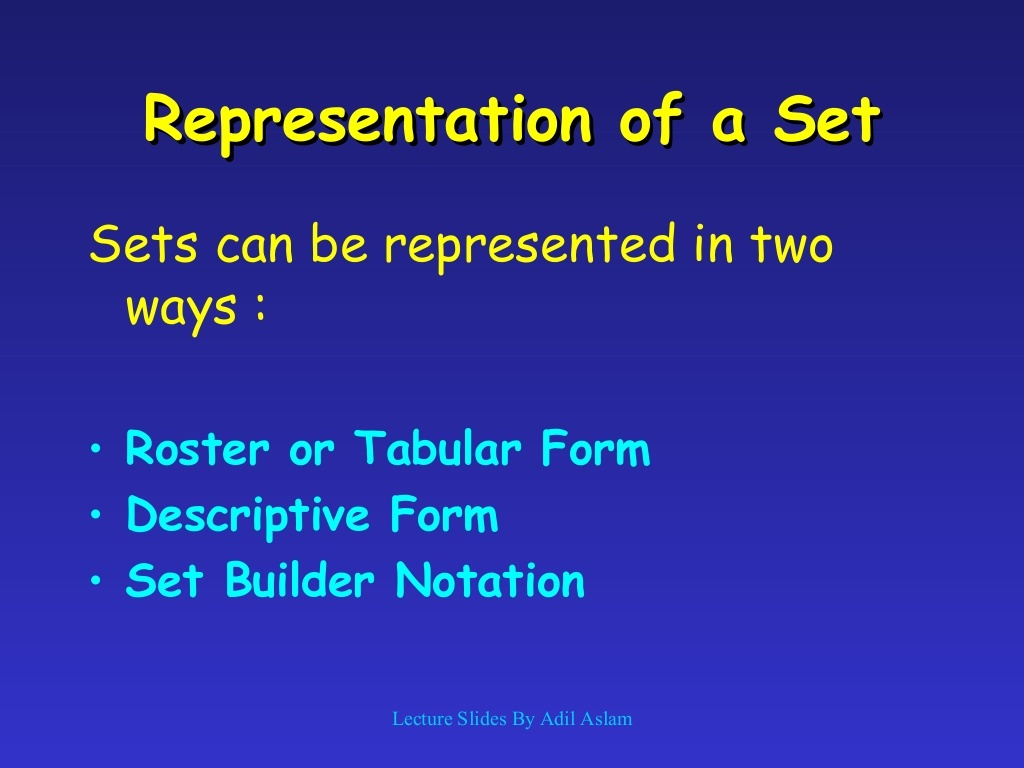 Representation of a Set
Sets can be represented in two
ways :
• Roster or Tabular Form
• Descriptive Form
• Set Builder Notation
Lecture Slides By Adil Aslam